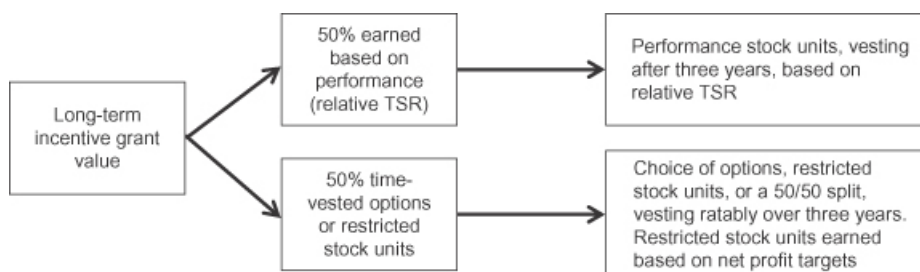 Long-term
incentive grant
value
50% earned
based on
performance
(relative TSR)
Performance stock units, vesting
after three years, based on
relative TSR
50% time-
vested options
or restricted
stock units
Choice of options, restricted
stock units, or a 50/50 split,
vesting ratably over three years.
Restricted stock units earned
based on net profit targets